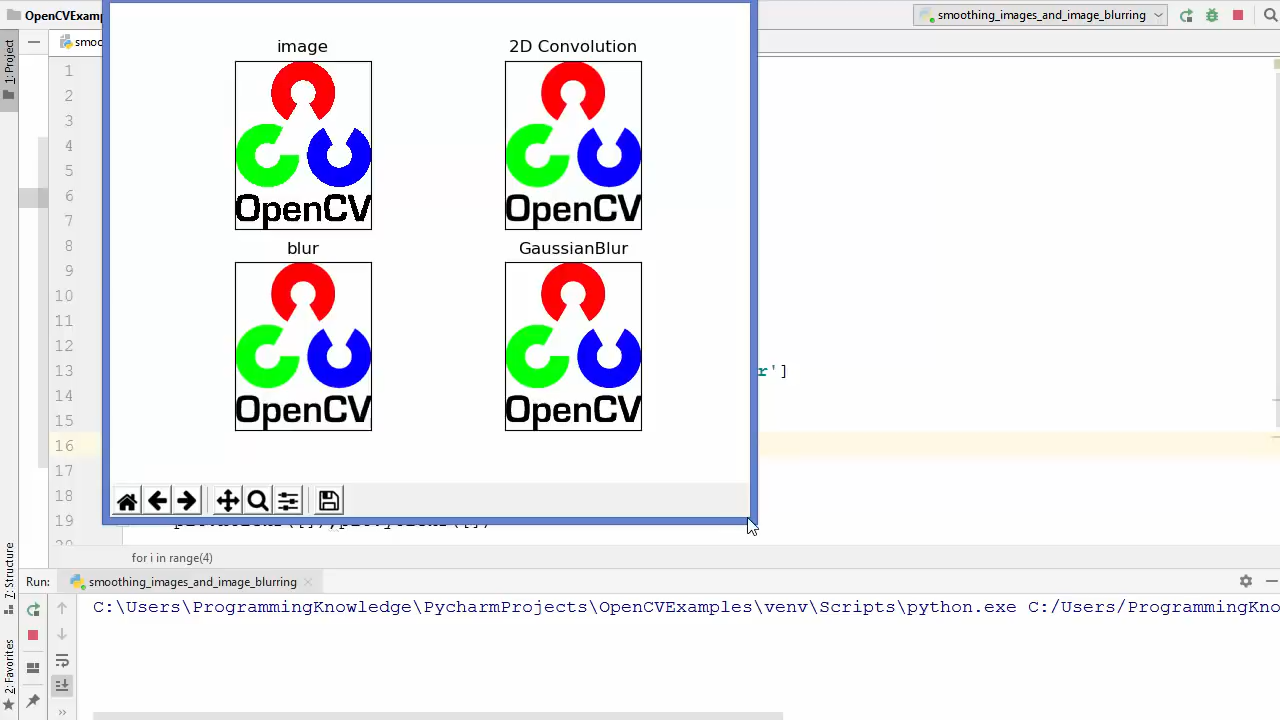 OpenCVExamp
smoothing_images_and_image_blurring
1: Project
smoo
image
2D Convolution
OpenCV
OpenCV
blur
GaussianBlur
OpenCV
OpenCV
1
2
3
4
5
6
7
8
9
10
11
12
13
r']
14
15
16
17
18
19
for i in range(4)
Run:
smoothing_images_and_image_blurring
C:\Users\ProgrammingKnowledge\PycharmProjects\OpenCVExamples\venv\Scripts\python.exe C:/Users/ProgrammingKno
7: Structure
2: Favorites